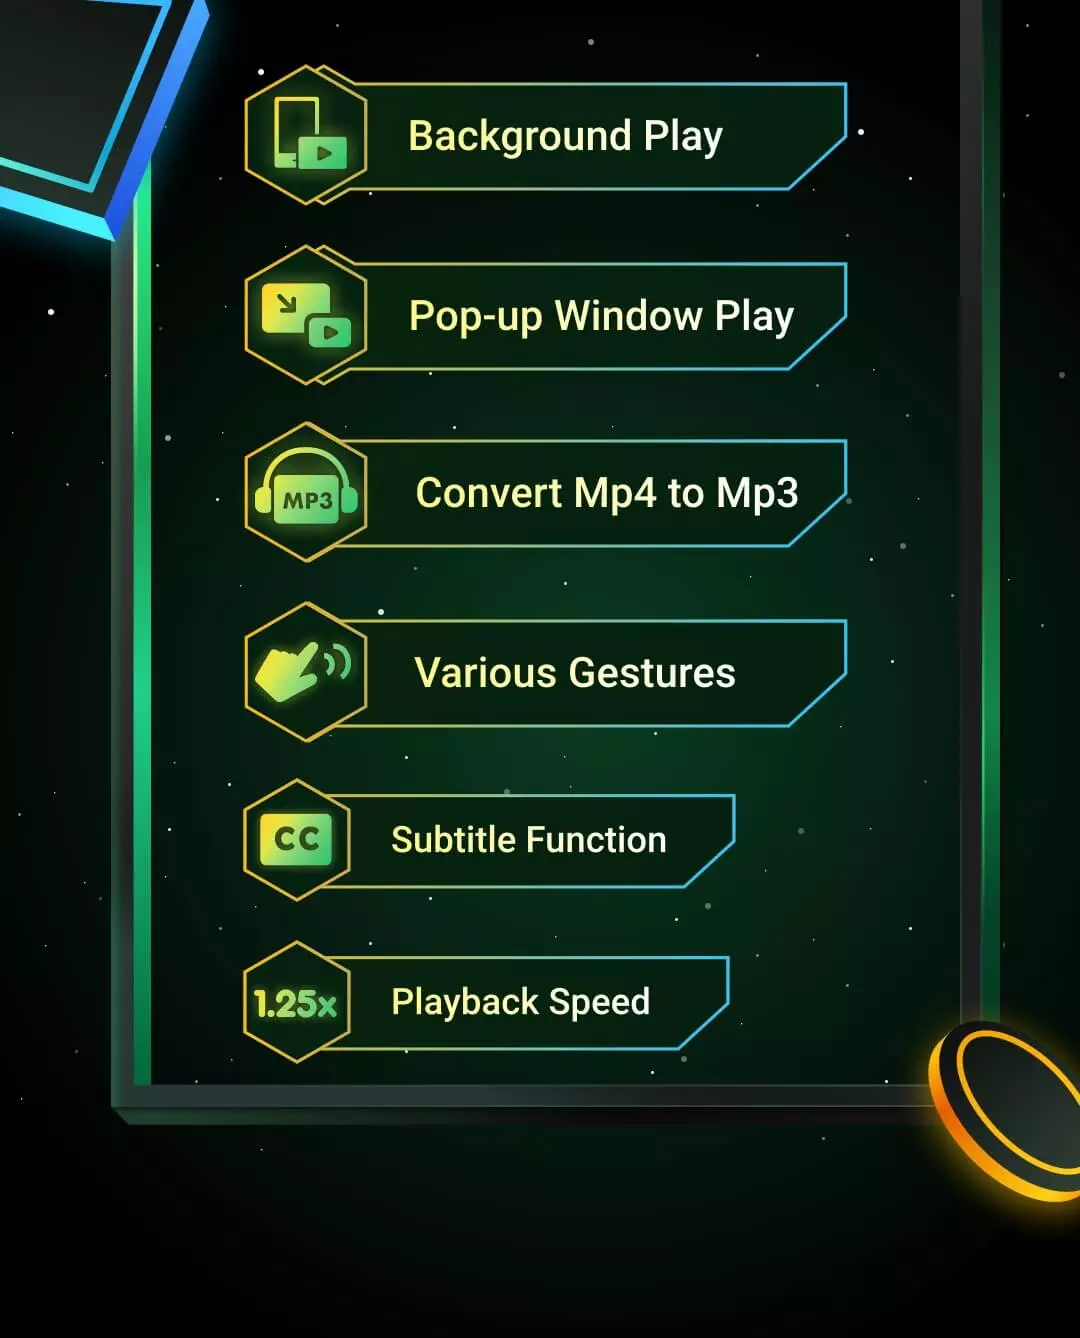 Background Play
Pop-up Window Play
MP3
Convert Mp4 to Mp3
Various Gestures
CC
Subtitle Function
1.25x
Playback Speed